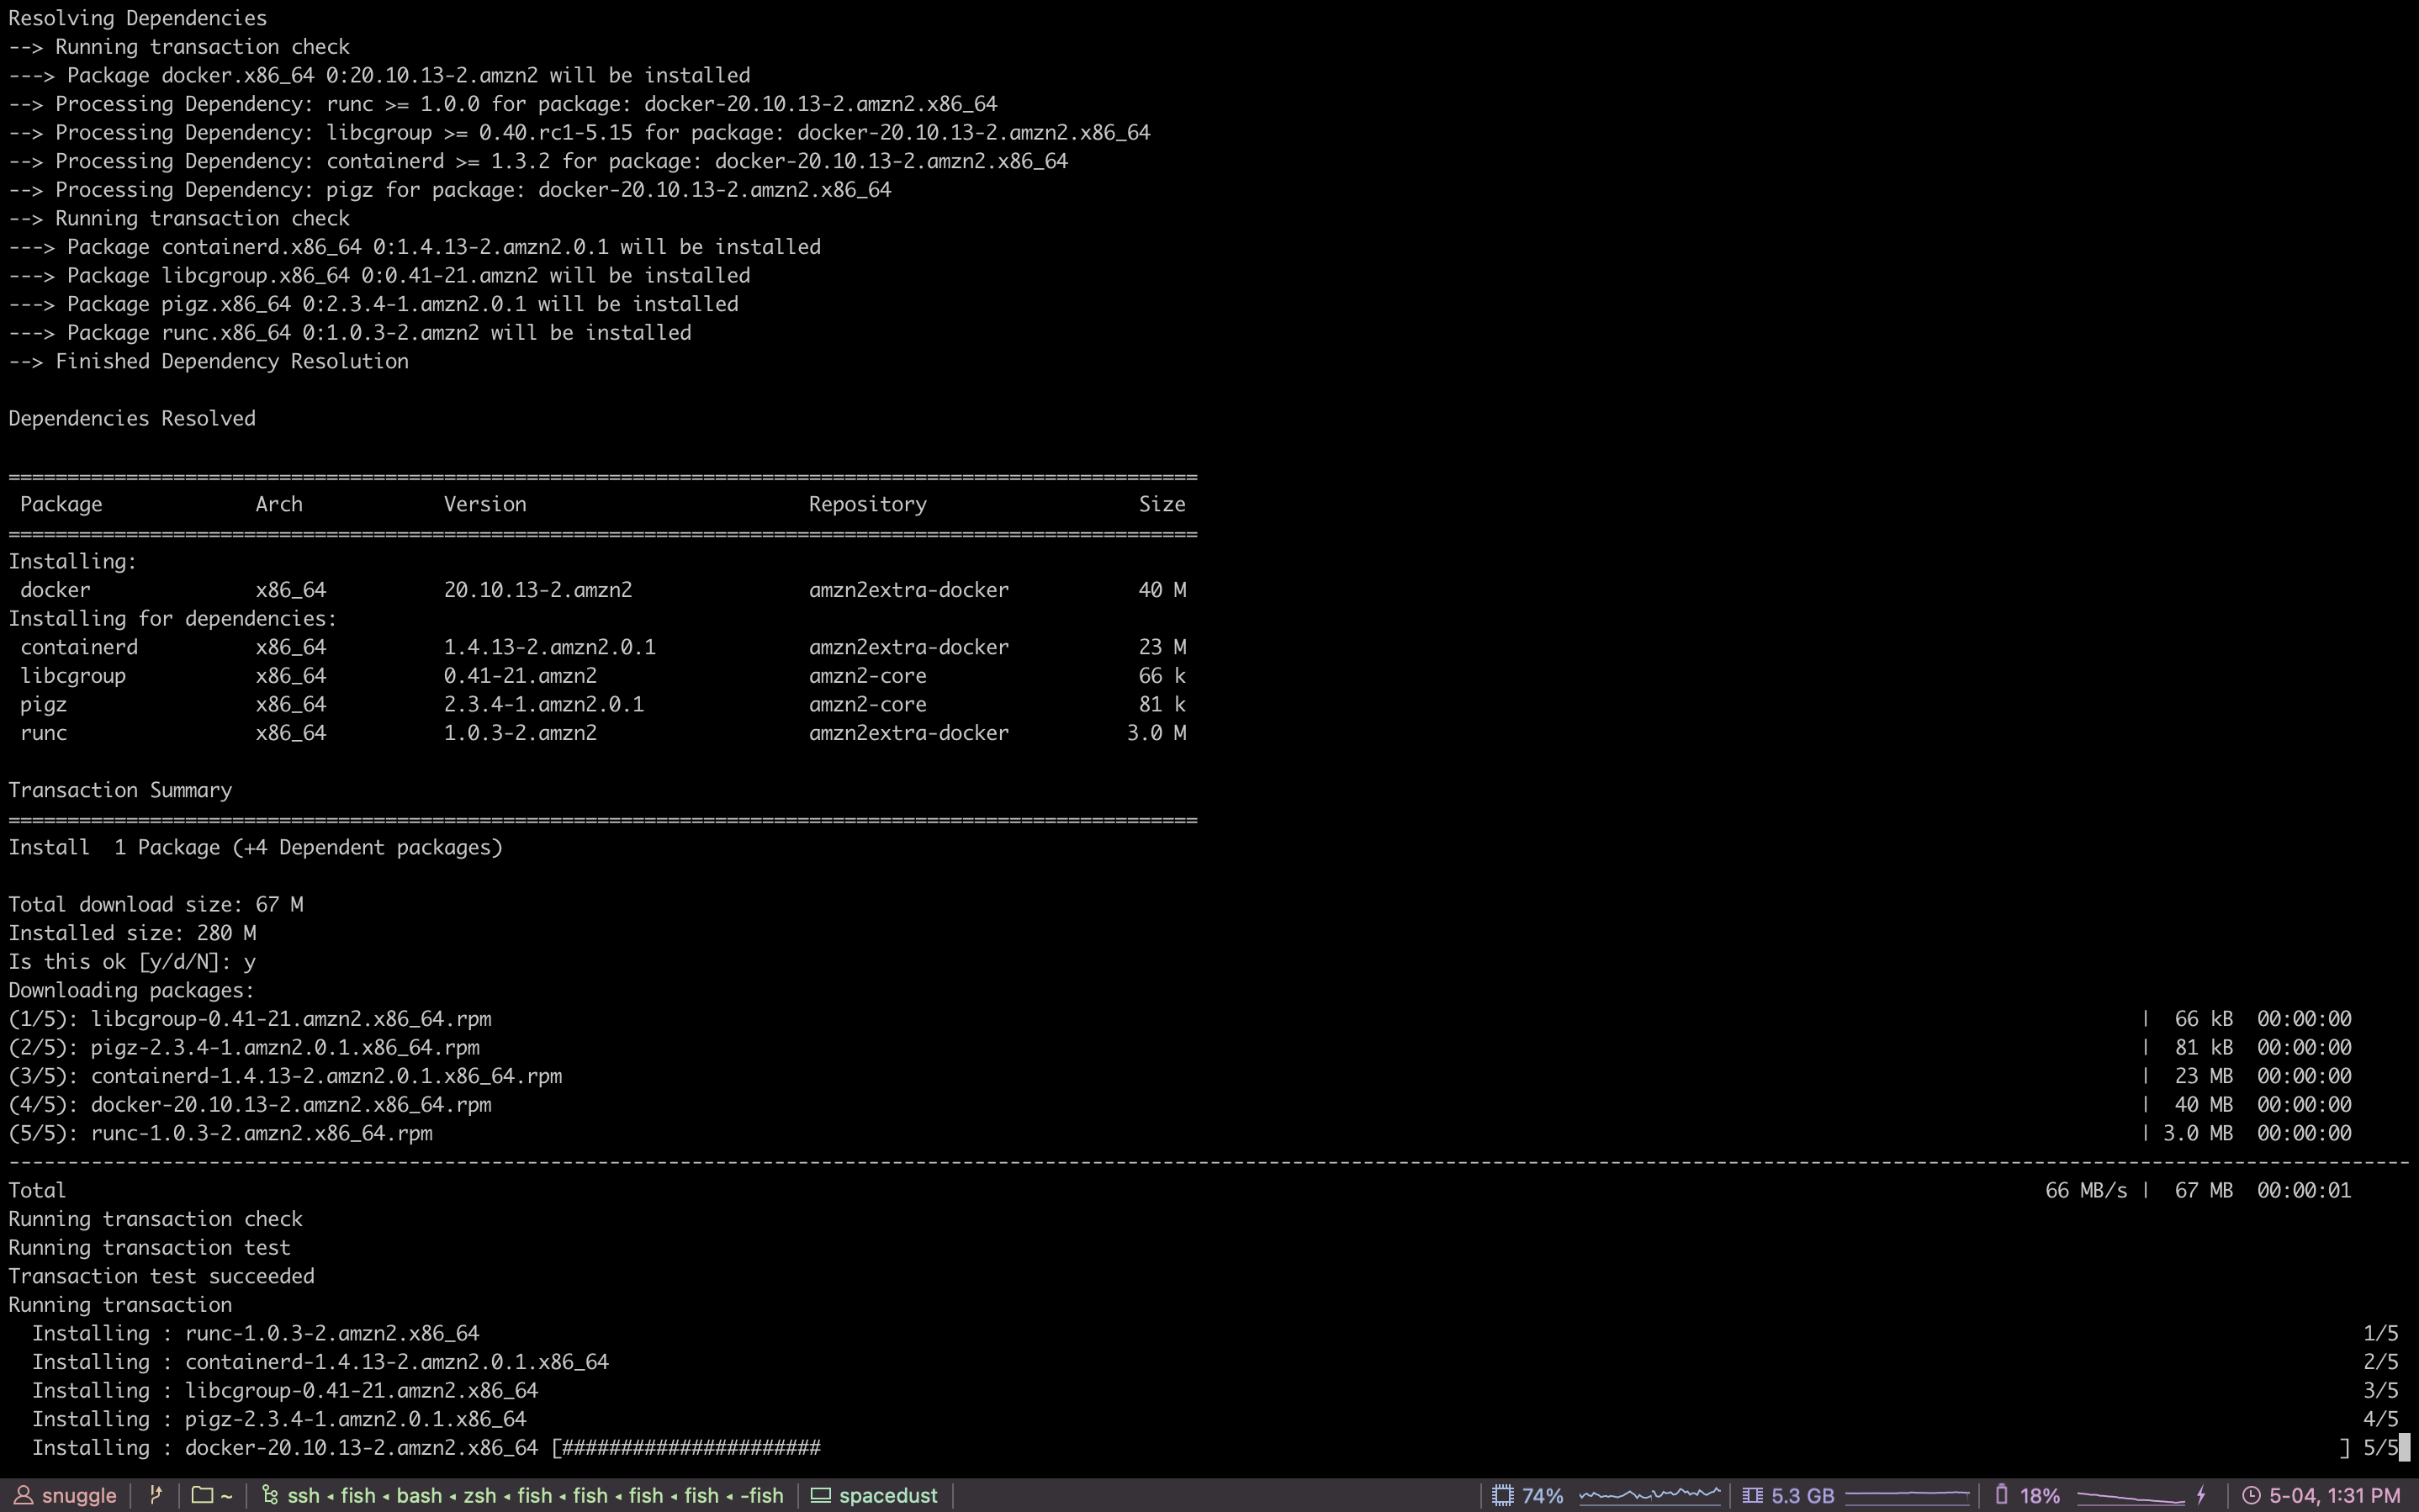 Resolving Dependencies
--> Running transaction check
---> Package docker.x86_64 0:20.10.13-2.amzn2 will be installed
--> Processing Dependency: runc >= 1.0.0 for package: docker-20.10.13-2.amzn2.x86_64
--> Processing Dependency: libcgroup >= 0.40.rc1-5.15 for package: docker-20.10.13-2.amzn2.x86_64
--> Processing Dependency: containerd >= 1.3.2 for package: docker-20.10.13-2.amzn2.x86_64
--> Processing Dependency: pigz for package: docker-20.10.13-2.amzn2.x86_64
--> Running transaction check
---> Package containerd.x86_64 0:1.4.13-2.amzn2.0.1 will be installed
---> Package libcgroup.x86_64 0:0.41-21.amzn2 will be installed
---> Package pigz.x86_64 0:2.3.4-1.amzn2.0.1 will be installed
---> Package runc.x86_64 0:1.0.3-2.amzn2 will be installed
--> Finished Dependency Resolution
Dependencies Resolved
=====================================================================================================
Package Arch Version Repository Size
=====================================================================================================
Installing:
docker x86_64 20.10.13-2.amzn2 amzn2extra-docker 40 M
Installing for dependencies:
containerd x86_64 1.4.13-2.amzn2.0.1 amzn2extra-docker 23 M
libcgroup x86_64 0.41-21.amzn2 amzn2-core 66 k
pigz x86_64 2.3.4-1.amzn2.0.1 amzn2-core 81 k
runc x86_64 1.0.3-2.amzn2 amzn2extra-docker 3.0 M
Transaction Summary
=====================================================================================================
Install 1 Package (+4 Dependent packages)
Total download size: 67 M
Installed size: 280 M
Is this ok [y/d/N]: y
Downloading packages:
(1/5): libcgroup-0.41-21.amzn2.x86_64.rpm | 66 kB 00:00:00
(2/5): pigz-2.3.4-1.amzn2.0.1.x86_64.rpm | 81 kB 00:00:00
(3/5): containerd-1.4.13-2.amzn2.0.1.x86_64.rpm | 23 MB 00:00:00
(4/5): docker-20.10.13-2.amzn2.x86_64.rpm | 40 MB 00:00:00
(5/5): runc-1.0.3-2.amzn2.x86_64.rpm | 3.0 MB 00:00:00
------------------------------------------------------------------------------------------------------------------------------------------------------------------------------------------------------------
Total 66 MB/s | 67 MB 00:00:01
Running transaction check
Running transaction test
Transaction test succeeded
Running transaction
Installing : runc-1.0.3-2.amzn2.x86_64 1/5
Installing : containerd-1.4.13-2.amzn2.0.1.x86_64 2/5
Installing : libcgroup-0.41-21.amzn2.x86_64 3/5
Installing : pigz-2.3.4-1.amzn2.0.1.x86_64 4/5
Installing : docker-20.10.13-2.amzn2.x86_64 [###################### ] 5/5
snuggle | | ~ | ssh ◂ fish ◂ bash ◂ zsh ◂ fish ◂ fish ◂ fish ◂ fish ◂ -fish | spacedust | | 74% | 5.3 GB | 18% | 5-04, 1:31 PM